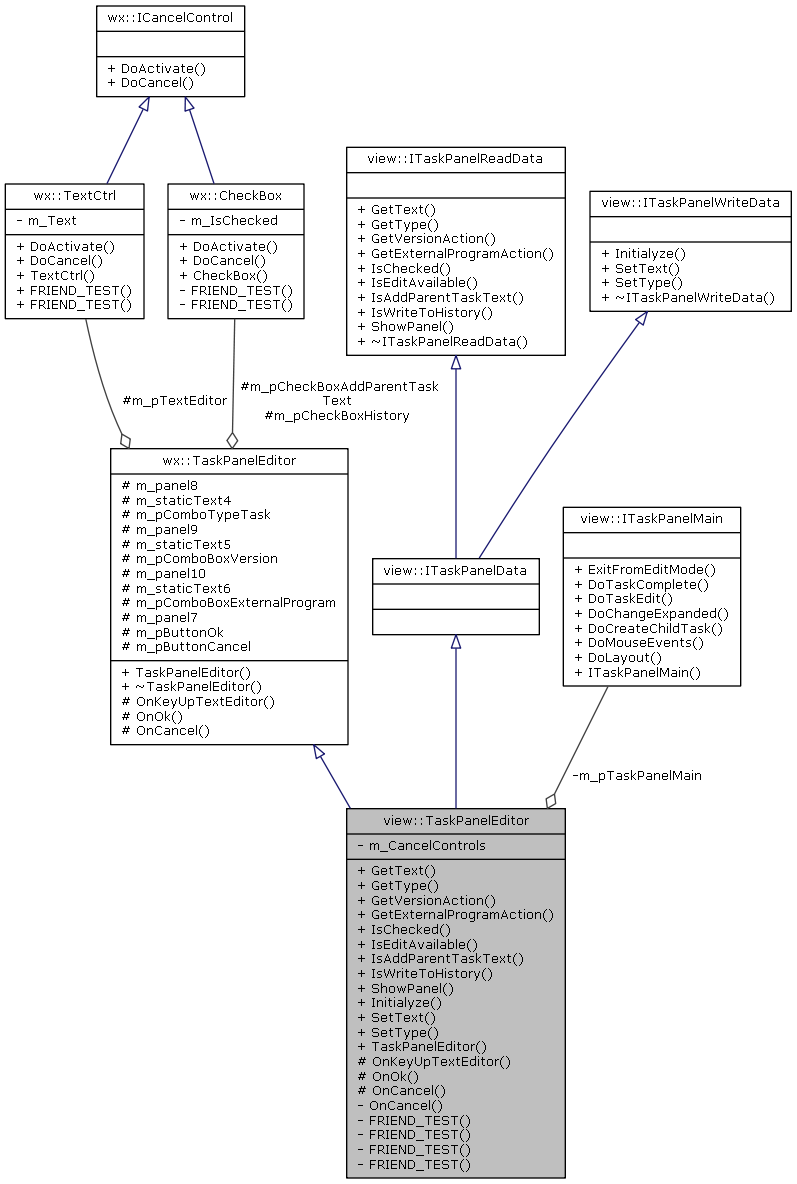 wx::ICancelControl
+ DoActivate()
+ DoCancel()
wx::TextCtrl
- m_Text
+ DoActivate()
+ DoCancel()
+ TextCtrl()
+ FRIEND_TEST()
+ FRIEND_TEST()
wx::CheckBox
- m_IsChecked
+ DoActivate()
+ DoCancel()
+ CheckBox()
- FRIEND_TEST()
- FRIEND_TEST()
view::ITaskPanelReadData
+ GetText()
+ GetType()
+ GetVersionAction()
+ GetExternalProgramAction()
+ IsChecked()
+ IsEditAvailable()
+ IsAddParentTaskText()
+ IsWriteToHistory()
+ ShowPanel()
+ ~ITaskPanelReadData()
view::ITaskPanelWriteData
+ Initialyze()
+ SetText()
+ SetType()
+ ~ITaskPanelWriteData()
#m_pTextEditor
#m_pCheckBoxAddParentTask
Text
#m_pCheckBoxHistory
wx::TaskPanelEditor
# m_panel8
# m_staticText4
# m_pComboTypeTask
# m_panel9
# m_staticText5
# m_pComboBoxVersion
# m_panel10
# m_staticText6
# m_pComboBoxExternalProgram
# m_panel7
# m_pButtonOk
# m_pButtonCancel
+ TaskPanelEditor()
+ ~TaskPanelEditor()
# OnKeyUpTextEditor()
# OnOk()
# OnCancel()
view::ITaskPanelData
view::ITaskPanelMain
+ ExitFromEditMode()
+ DoTaskComplete()
+ DoTaskEdit()
+ DoChangeExpanded()
+ DoCreateChildTask()
+ DoMouseEvents()
+ DoLayout()
+ ITaskPanelMain()
-m_pTaskPanelMain
view::TaskPanelEditor
- m_CancelControls
+ GetText()
+ GetType()
+ GetVersionAction()
+ GetExternalProgramAction()
+ IsChecked()
+ IsEditAvailable()
+ IsAddParentTaskText()
+ IsWriteToHistory()
+ ShowPanel()
+ Initialyze()
+ SetText()
+ SetType()
+ TaskPanelEditor()
# OnKeyUpTextEditor()
# OnOk()
# OnCancel()
- OnCancel()
- FRIEND_TEST()
- FRIEND_TEST()
- FRIEND_TEST()
- FRIEND_TEST()